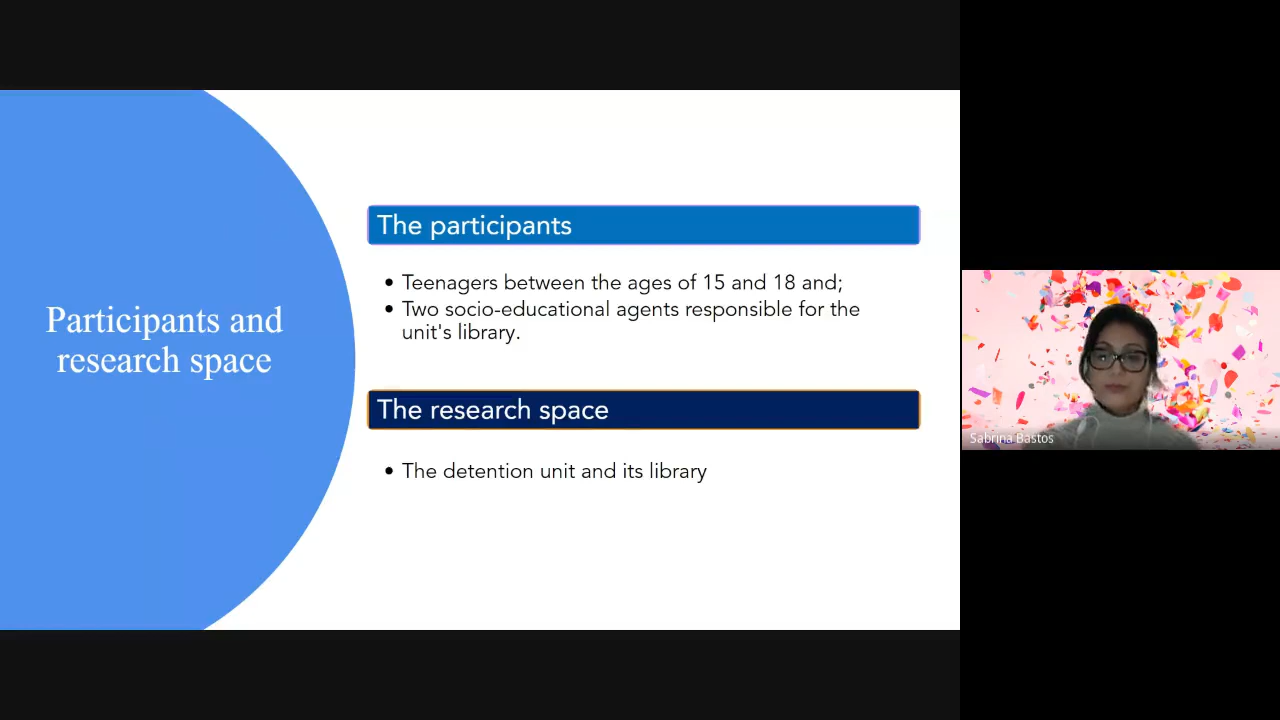 Participants and
research space
The participants
• Teenagers between the ages of 15 and 18 and;
• Two socio-educational agents responsible for the
unit's library.
The research space
• The detention unit and its library
Sabrina Bastos